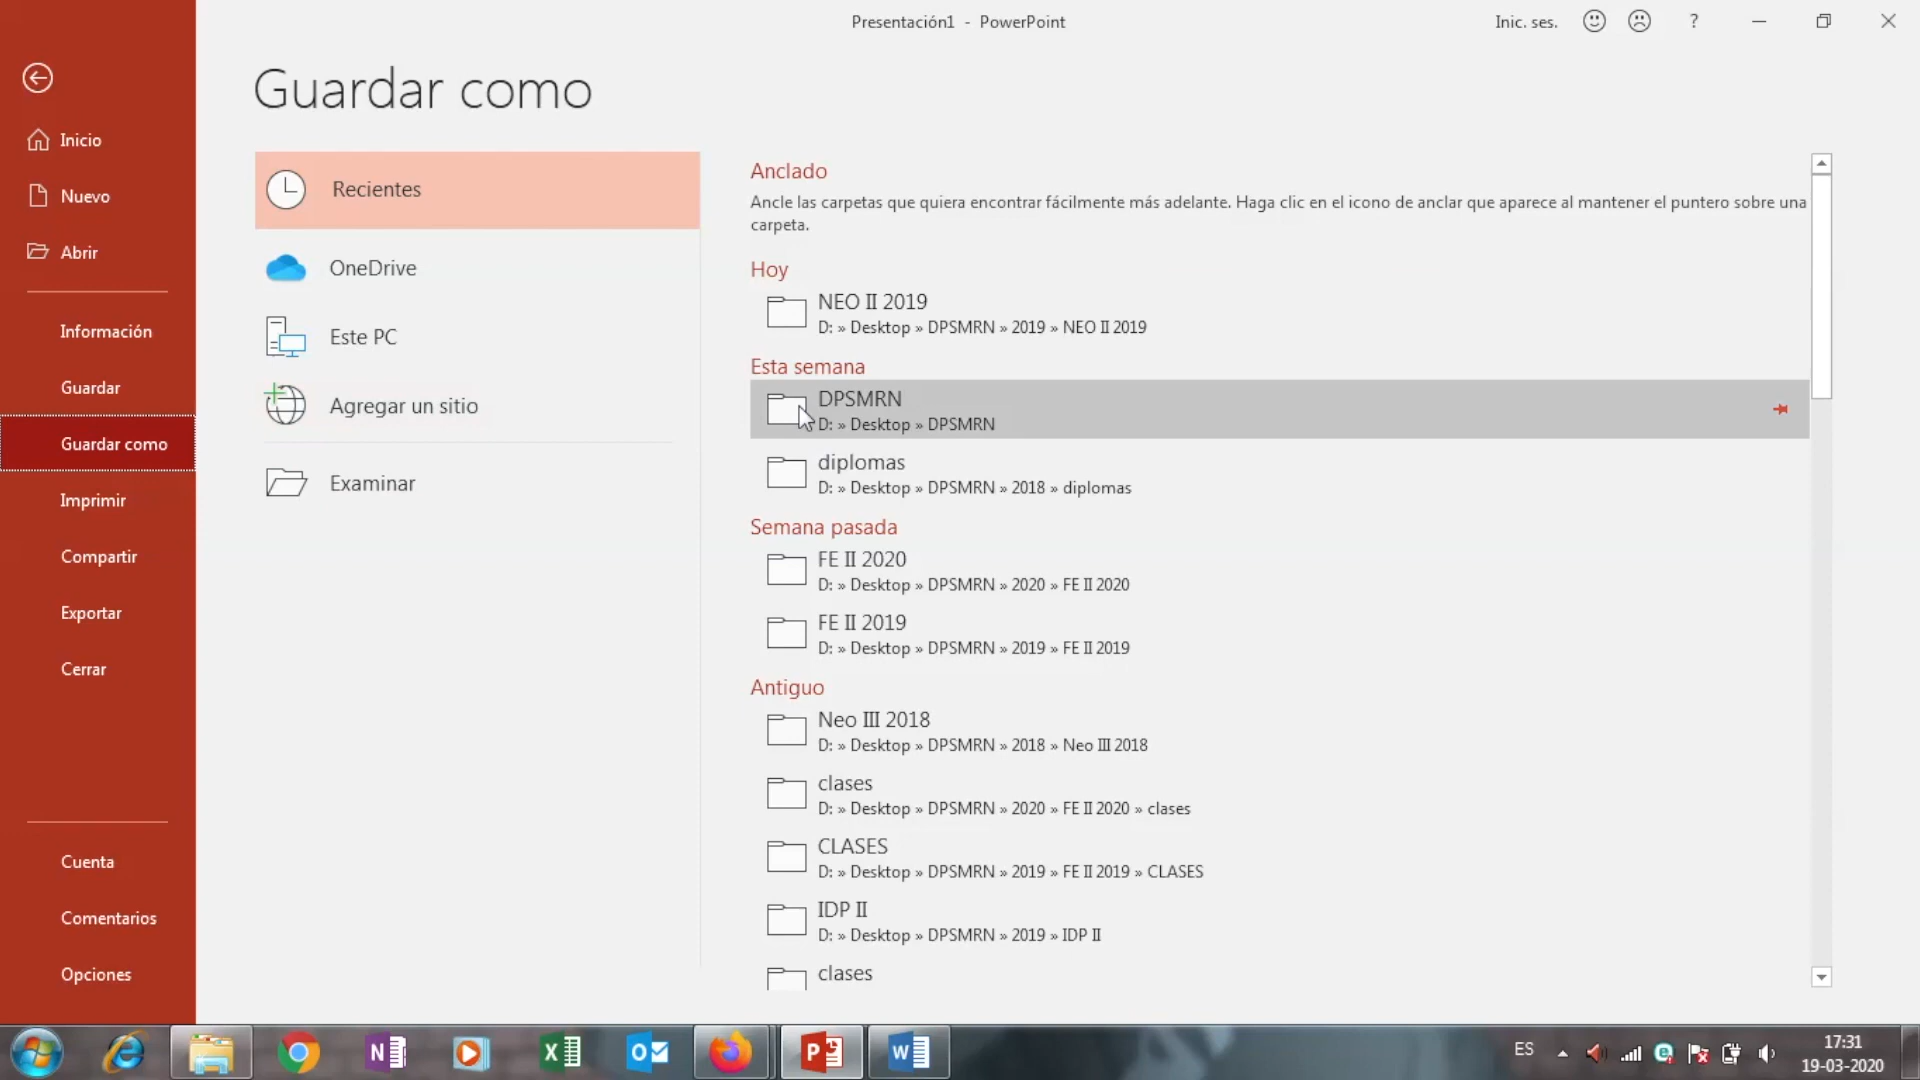 Presentación1 - PowerPoint
Inic. ses.
?
Guardar como
Inicio
Nuevo
Abrir
Información
Guardar
Guardar como
Imprimir
Compartir
Exportar
Cerrar
Cuenta
Comentarios
Opciones
Recientes
OneDrive
Este PC
Agregar un sitio
Examinar
Anclado
Ancle las carpetas que quiera encontrar fácilmente más adelante. Haga clic en el icono de anclar que aparece al mantener el puntero sobre una
carpeta.
Hoy
NEO II 2019
D: » Desktop » DPSMRN » 2019 » NEO II 2019
Esta semana
DPSMRN
D: » Desktop » DPSMRN
diplomas
D: » Desktop » DPSMRN » 2018 » diplomas
Semana pasada
FE II 2020
D: » Desktop » DPSMRN » 2020 » FE II 2020
FE II 2019
D: » Desktop » DPSMRN » 2019 » FE II 2019
Antiguo
Neo III 2018
D: » Desktop » DPSMRN » 2018 » Neo III 2018
clases
D: » Desktop » DPSMRN » 2020 » FE II 2020 » clases
CLASES
D: » Desktop » DPSMRN » 2019 » FE II 2019 » CLASES
IDP II
D: » Desktop » DPSMRN » 2019 » IDP II
clases
ES
17:31
19-03-2020